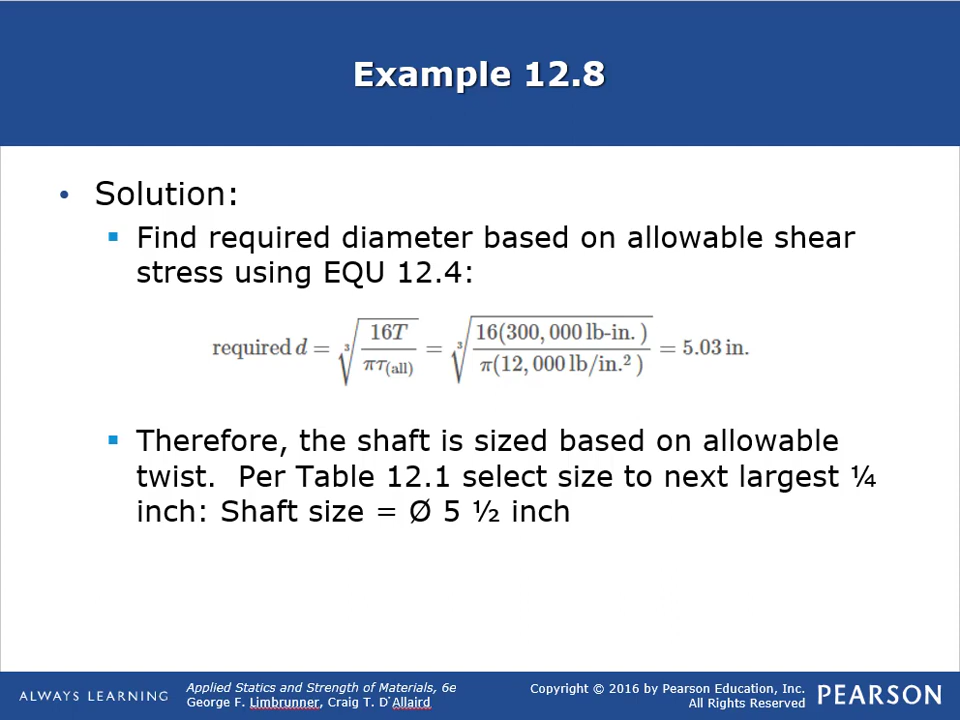 Example 12.8
• Solution:
▪ Find required diameter based on allowable shear
stress using EQU 12.4:
required d = ∛(16T / πτ(all)) = ∛(16(300, 000 lb-in. ) / π(12, 000 lb/in.² )) = 5.03 in.
▪ Therefore, the shaft is sized based on allowable
twist.  Per Table 12.1 select size to next largest ¼
inch: Shaft size = Ø 5 ½ inch
ALWAYS LEARNING
Applied Statics and Strength of Materials, 6e
George F. Limbrunner, Craig T. D'Allaird
Copyright © 2016 by Pearson Education, Inc.
All Rights Reserved
PEARSON